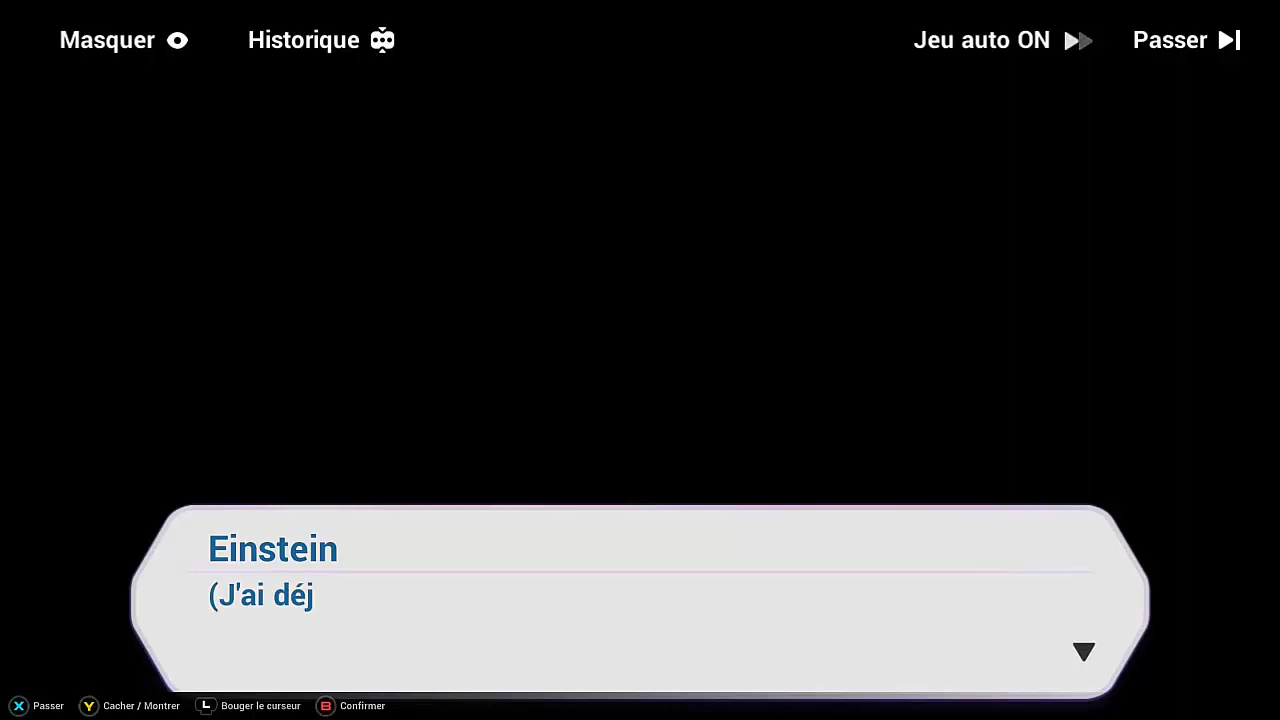 Masquer
Historique
Jeu auto ON
Passer
Einstein
(J'ai déj
X Passer
Y Cacher / Montrer
L Bouger le curseur
B Confirmer